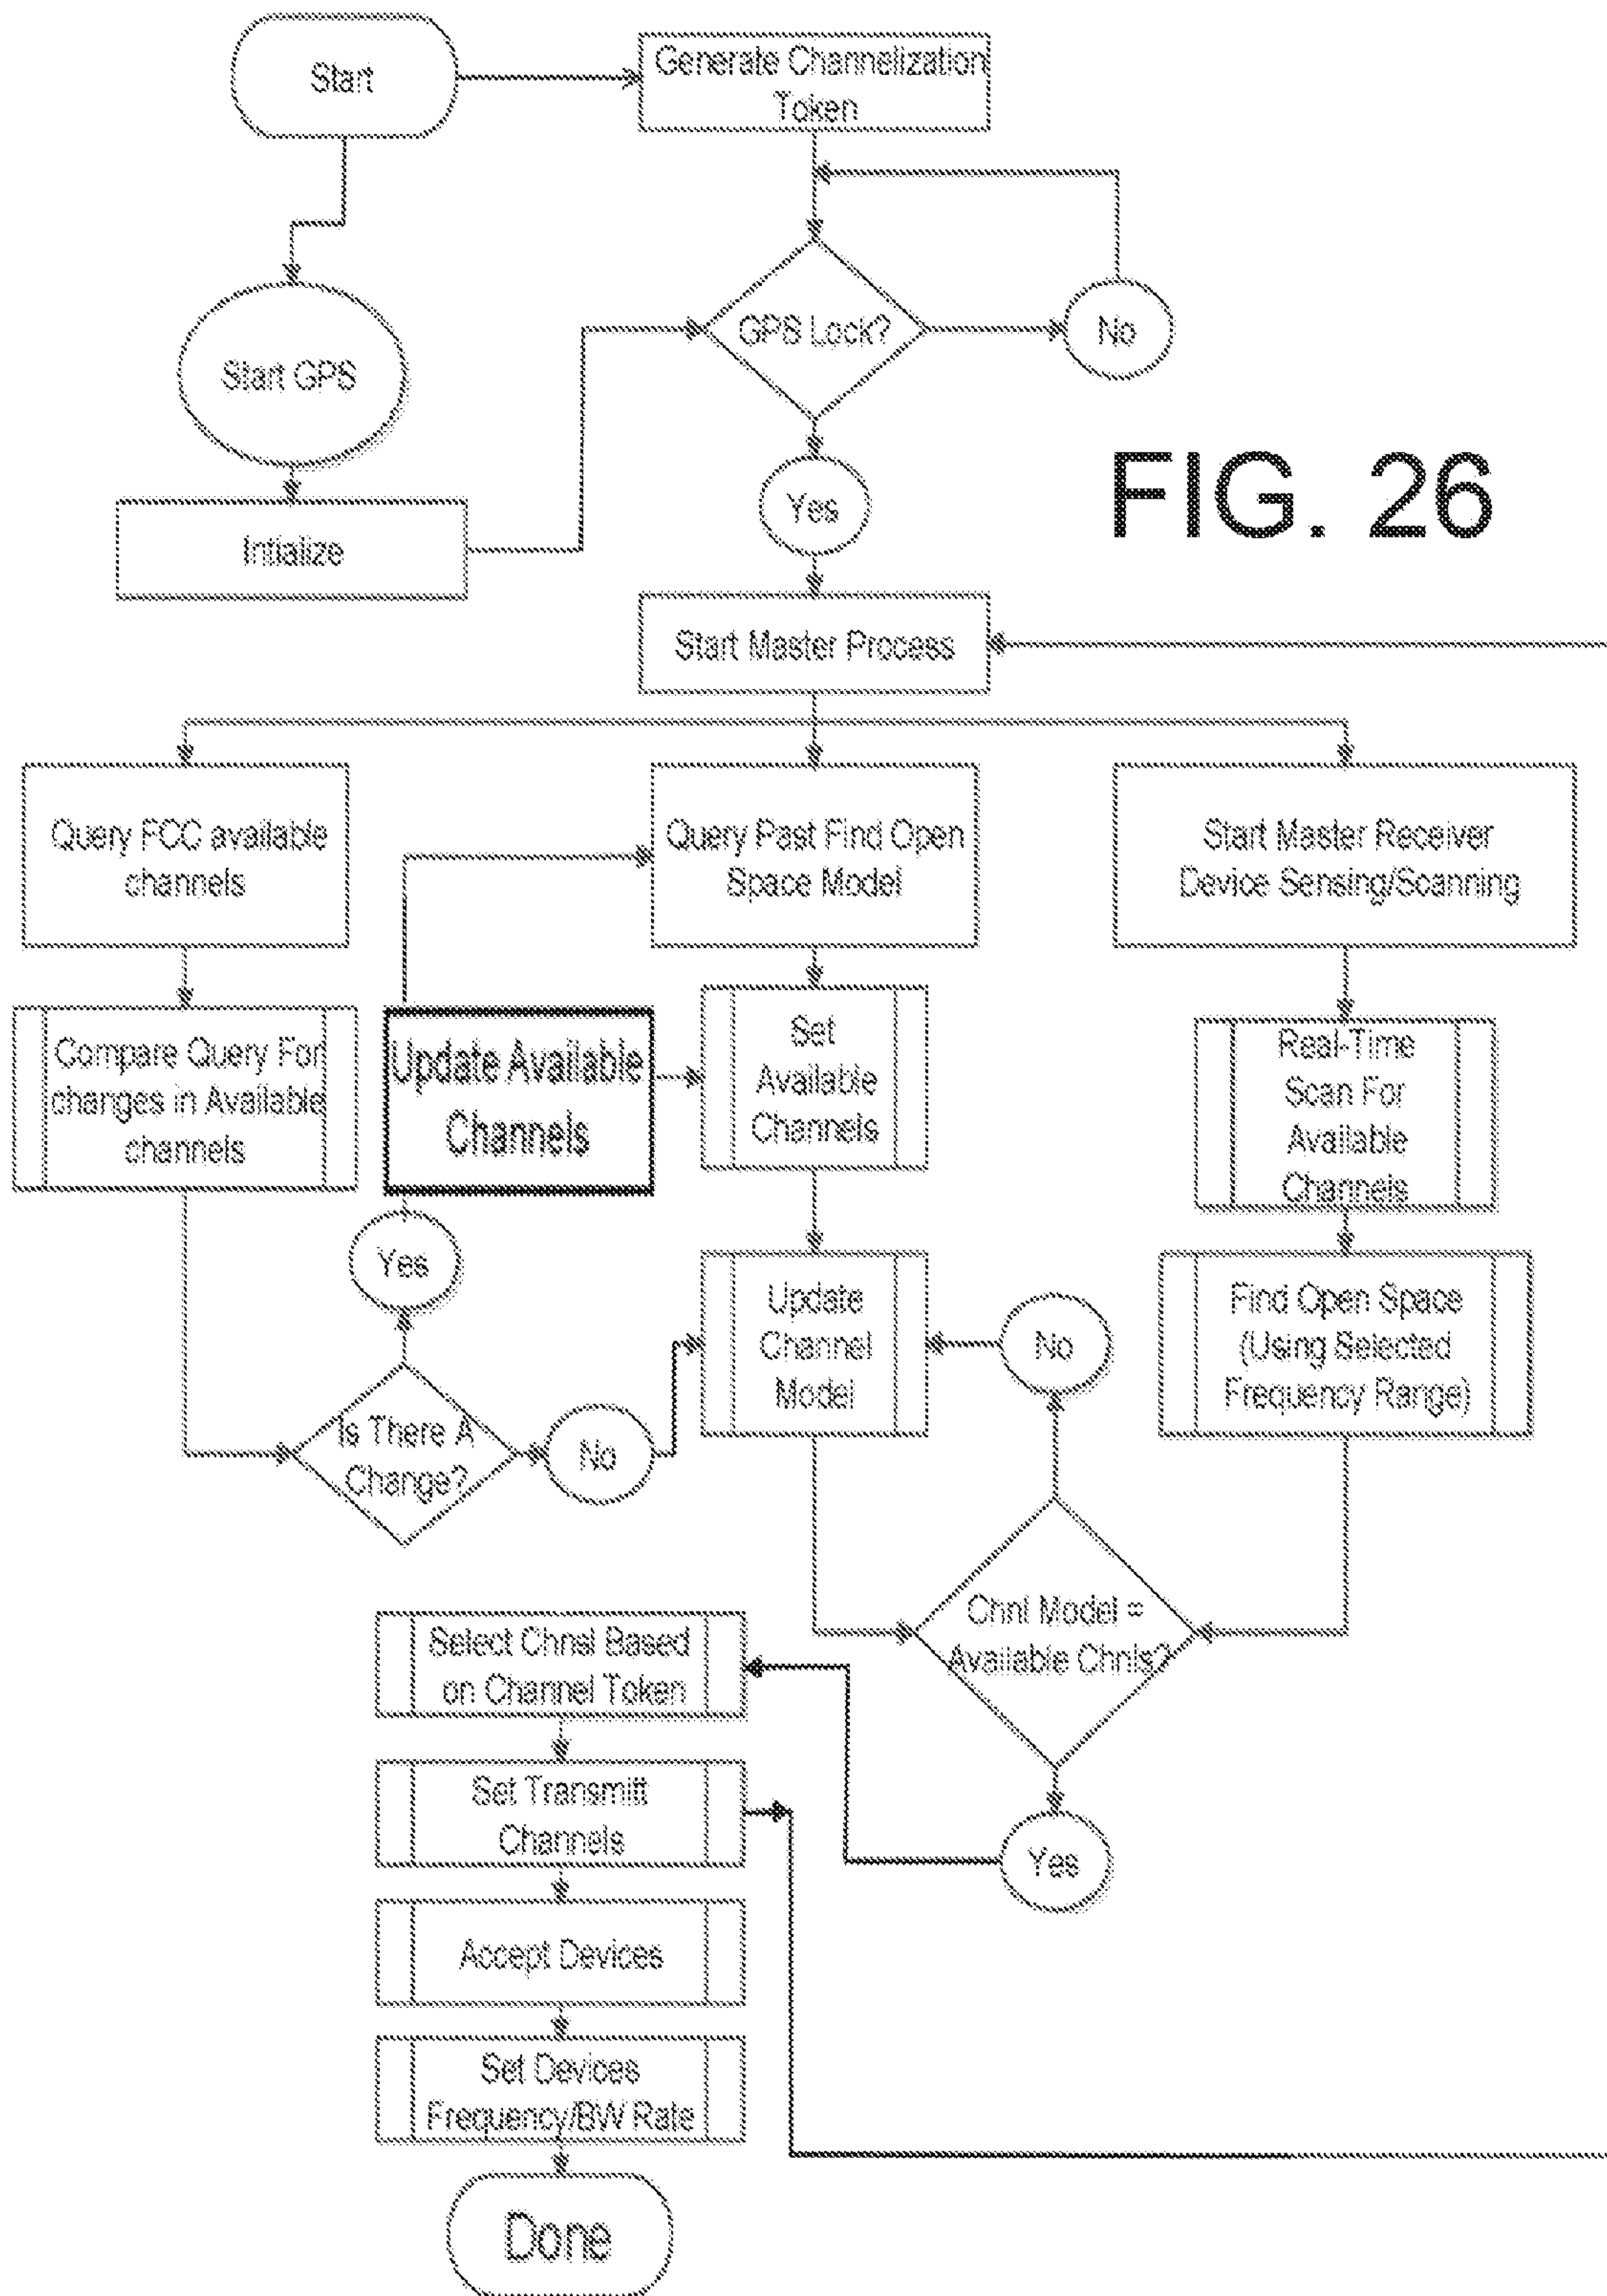 Start
Generate Channelization
Token
GPS Lock?
No
Start GPS
Yes
FIG. 26
Intialize
Start Master Process
Query FCC available
channels
Query Past Find Open
Space Model
Start Master Receiver
Device Sensing/Scanning
Compare Query For
changes in Available
channels
Update Available
Channels
Set
Available
Channels
Real-Time
Scan For
Available
Channels
Yes
Update
Channel
Model
No
Find Open Space
(Using Selected
Frequency Range)
Is There A
Change?
No
Chnl Model =
Available Chnls?
Select Chnsl Based
on Channel Token
Set Transmitt
Channels
Yes
Accept Devices
Set Devices
Frequency/BW Rate
Done